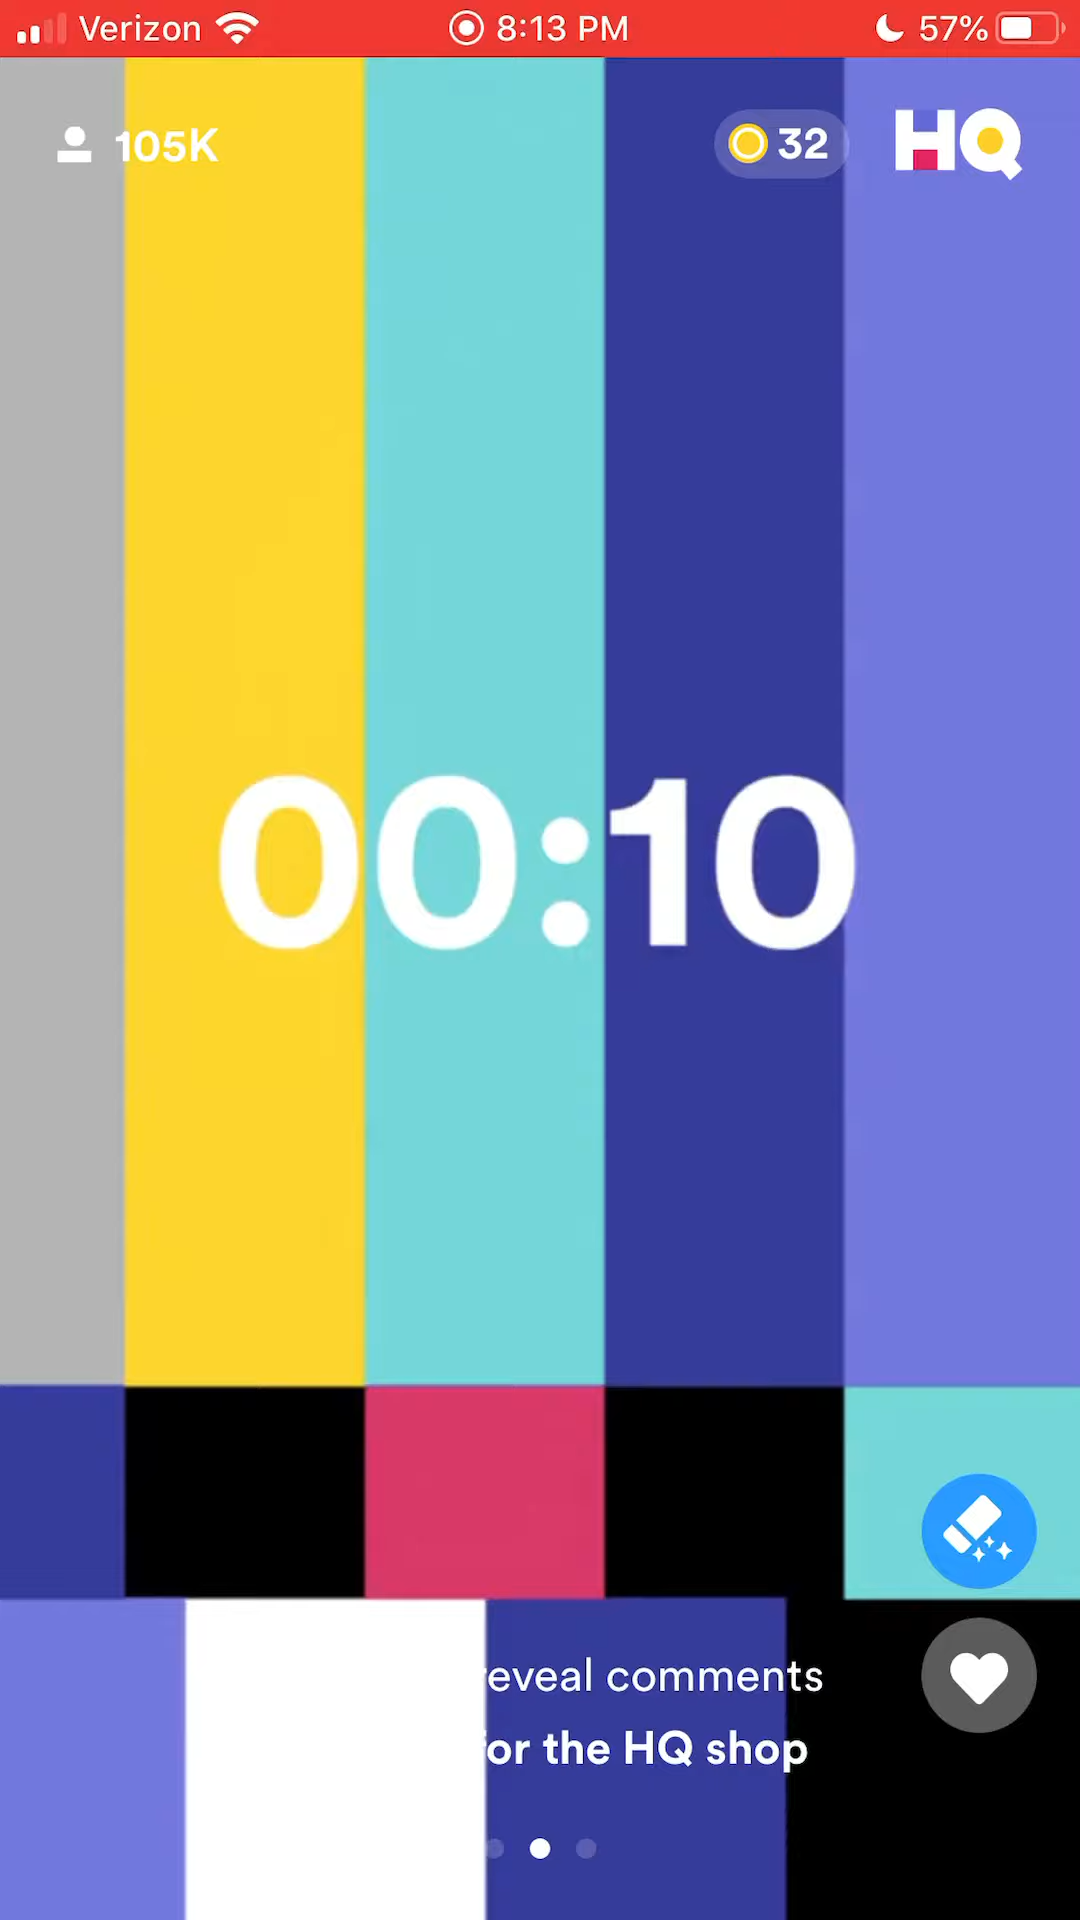 Verizon 8:13 PM 57%
105K 32 HQ
00:10
eveal comments
or the HQ shop